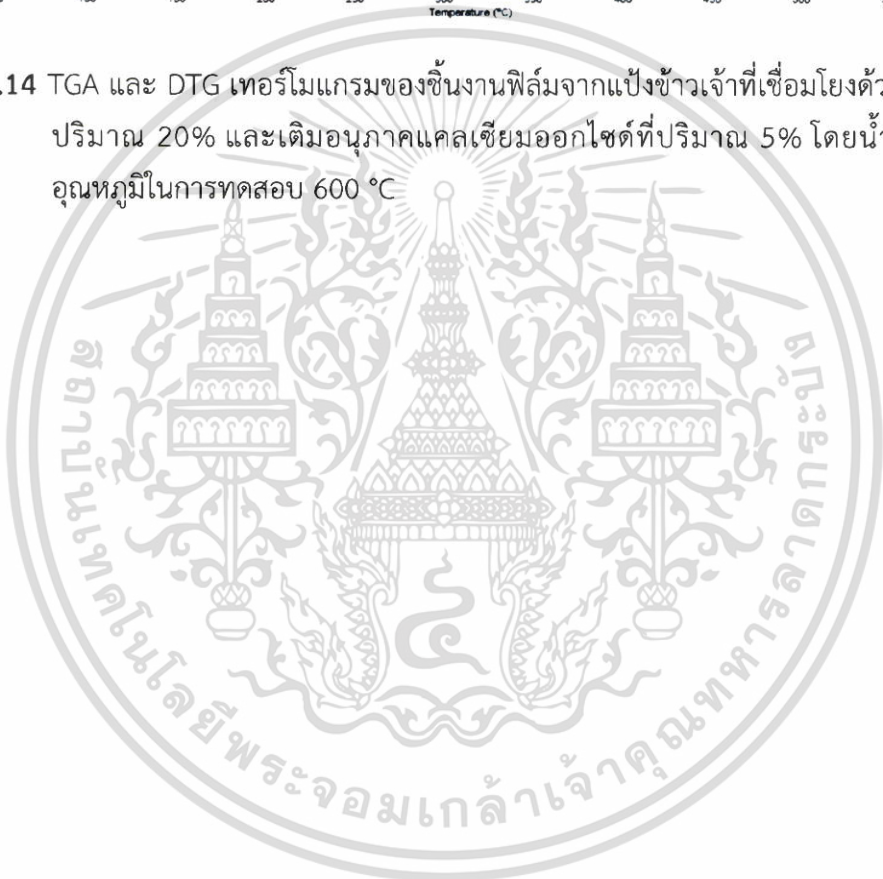 Temperature (°C)
.14 TGA และ DTG เทอร์โมแกรมของชิ้นงานฟิล์มจากแป้งข้าวเจ้าที่เชื่อมโยงด้ว
ปริมาณ 20% และเติมอนุภาคแคลเซียมออกไซด์ที่ปริมาณ 5% โดยน้ำ
อุณหภูมิในการทดสอบ 600 °C
สถาบันเทคโนโลยีพระจอมเกล้าเจ้าคุณทหารลาดกระบัง